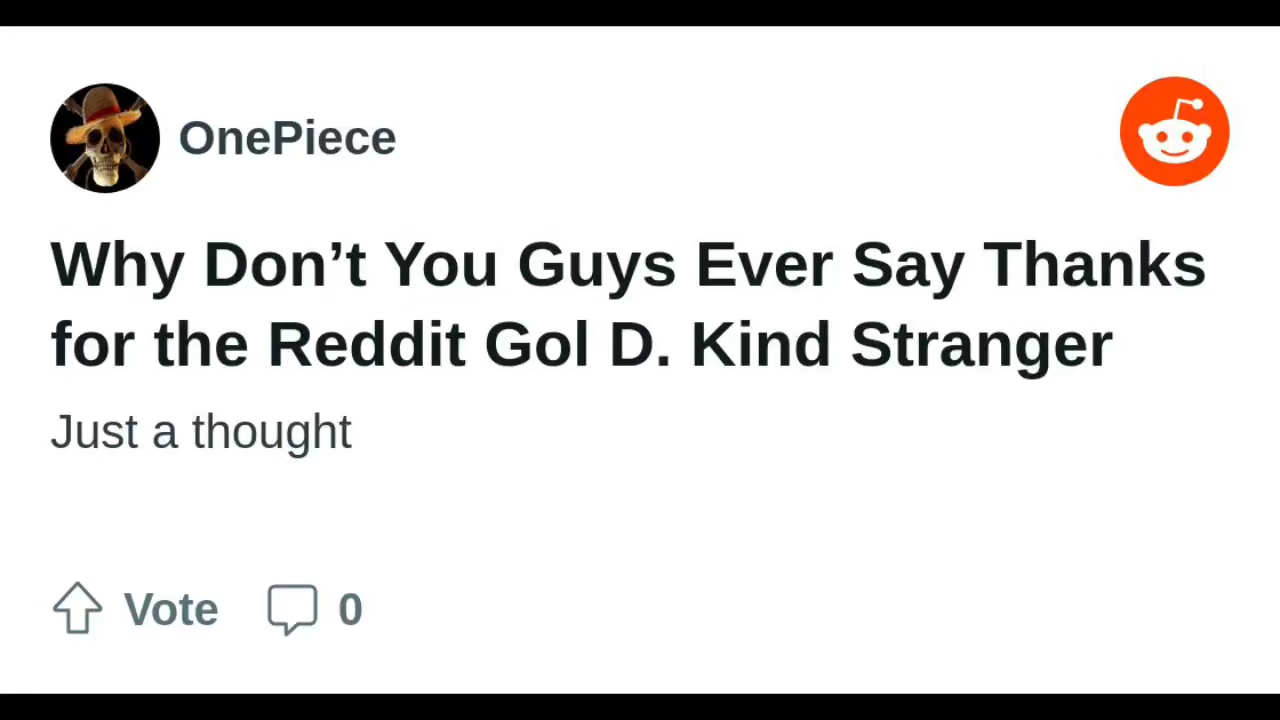 OnePiece
Why Don’t You Guys Ever Say Thanks
for the Reddit Gol D. Kind Stranger
Just a thought
Vote 0